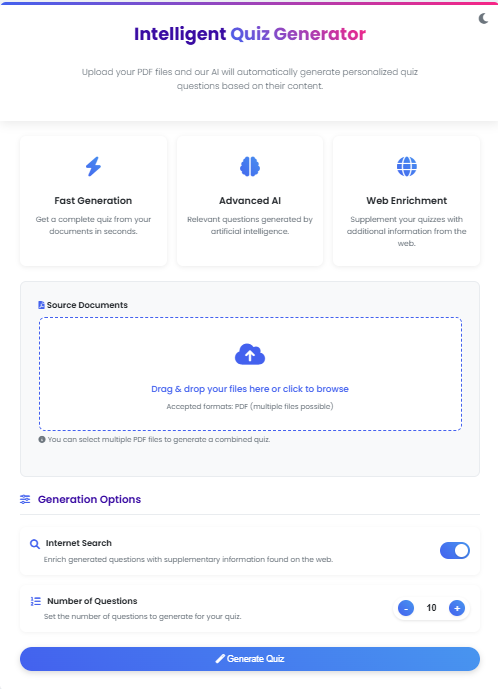 Intelligent Quiz Generator
Upload your PDF files and our AI will automatically generate personalized quiz
questions based on their content.
Fast Generation
Get a complete quiz from your
documents in seconds.
Advanced AI
Relevant questions generated by
artificial intelligence.
Web Enrichment
Supplement your quizzes with
additional information from the
web.
Source Documents
Drag & drop your files here or click to browse
Accepted formats: PDF (multiple files possible)
You can select multiple PDF files to generate a combined quiz.
Generation Options
Internet Search
Enrich generated questions with supplementary information found on the web.
Number of Questions
Set the number of questions to generate for your quiz.
- 10 +
Generate Quiz